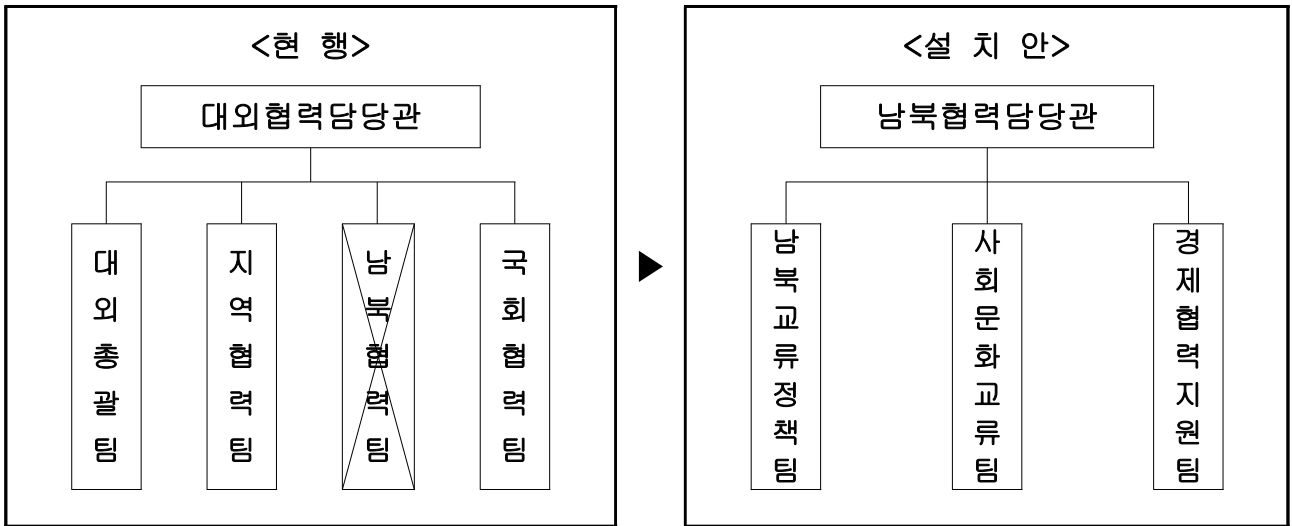 <현 행>
대외협력담당관
대외총괄팀
지역협력팀
남북협력팀
국회협력팀
▶
<설 치 안>
남북협력담당관
남북교류정책팀
사회문화교류팀
경제협력지원팀